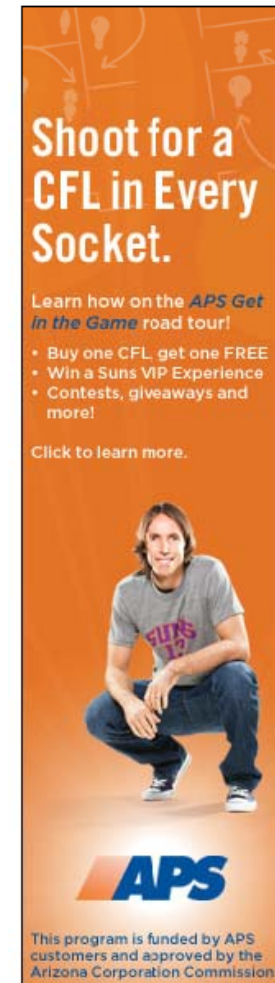 Shoot for a
CFL in Every
Socket.
Learn how on the APS Get
in the Game road tour!
• Buy one CFL, get one FREE
• Win a Suns VIP Experience
• Contests, giveaways and
more!
Click to learn more.
SUNS
13
APS
This program is funded by APS
customers and approved by the
Arizona Corporation Commission